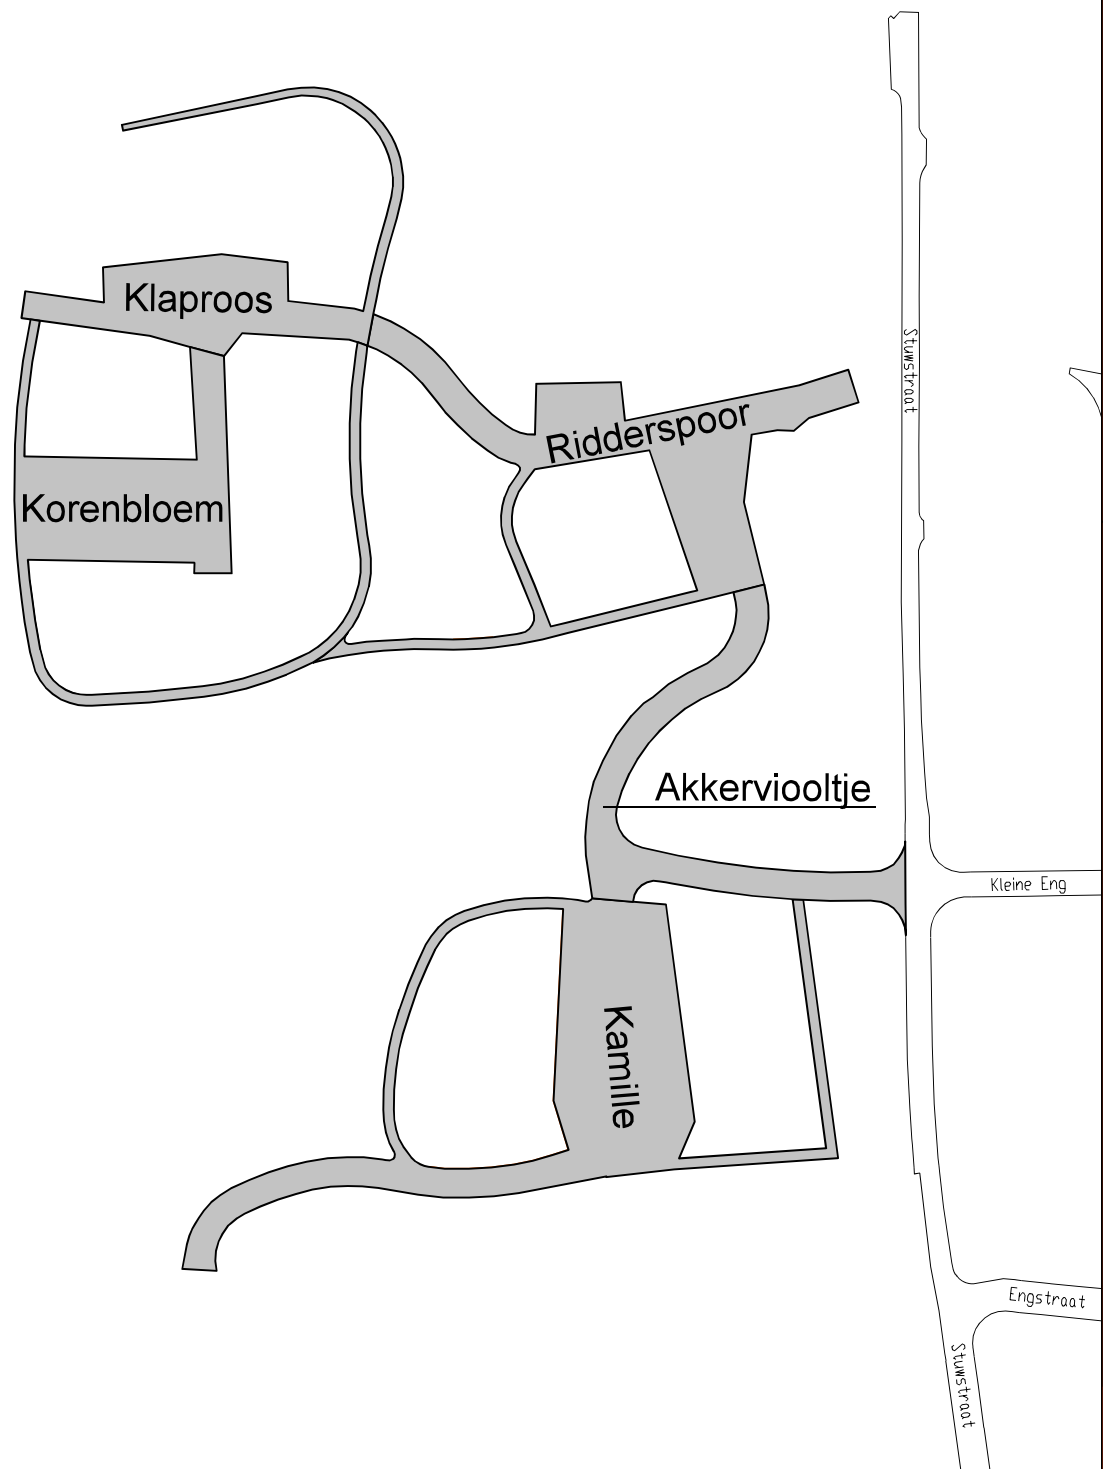 Klaproos
Stuwstraat
Ridderspoor
Korenbloem
Akkerviooltje
Kleine Eng
Kamille
Engstraat
Stuwstraat